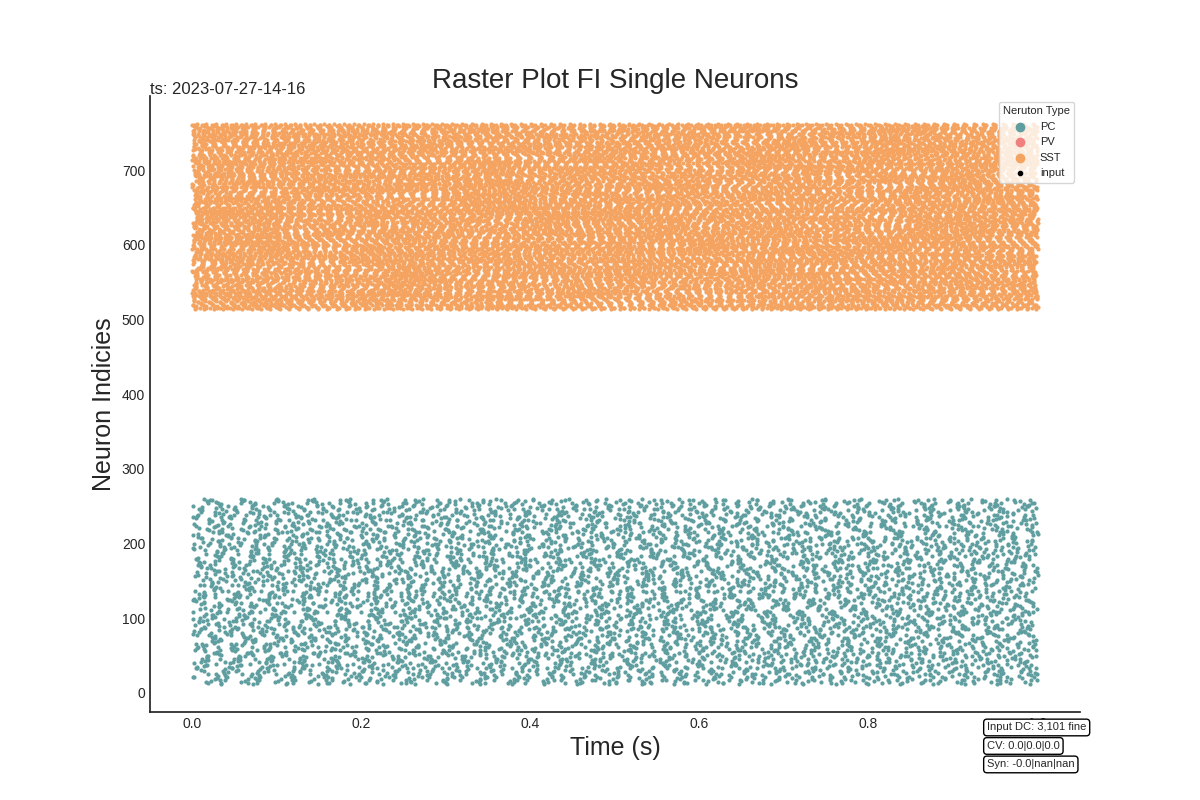 Raster Plot FI Single Neurons
ts: 2023-07-27-14-16
Neruton Type
PC
PV
SST
input
Neuron Indicies
700
600
500
400
300
200
100
0
0.0
0.2
0.4
0.6
0.8
Time (s)
Input DC: 3,101 fine
CV: 0.0|0.0|0.0
Syn: -0.0|nan|nan